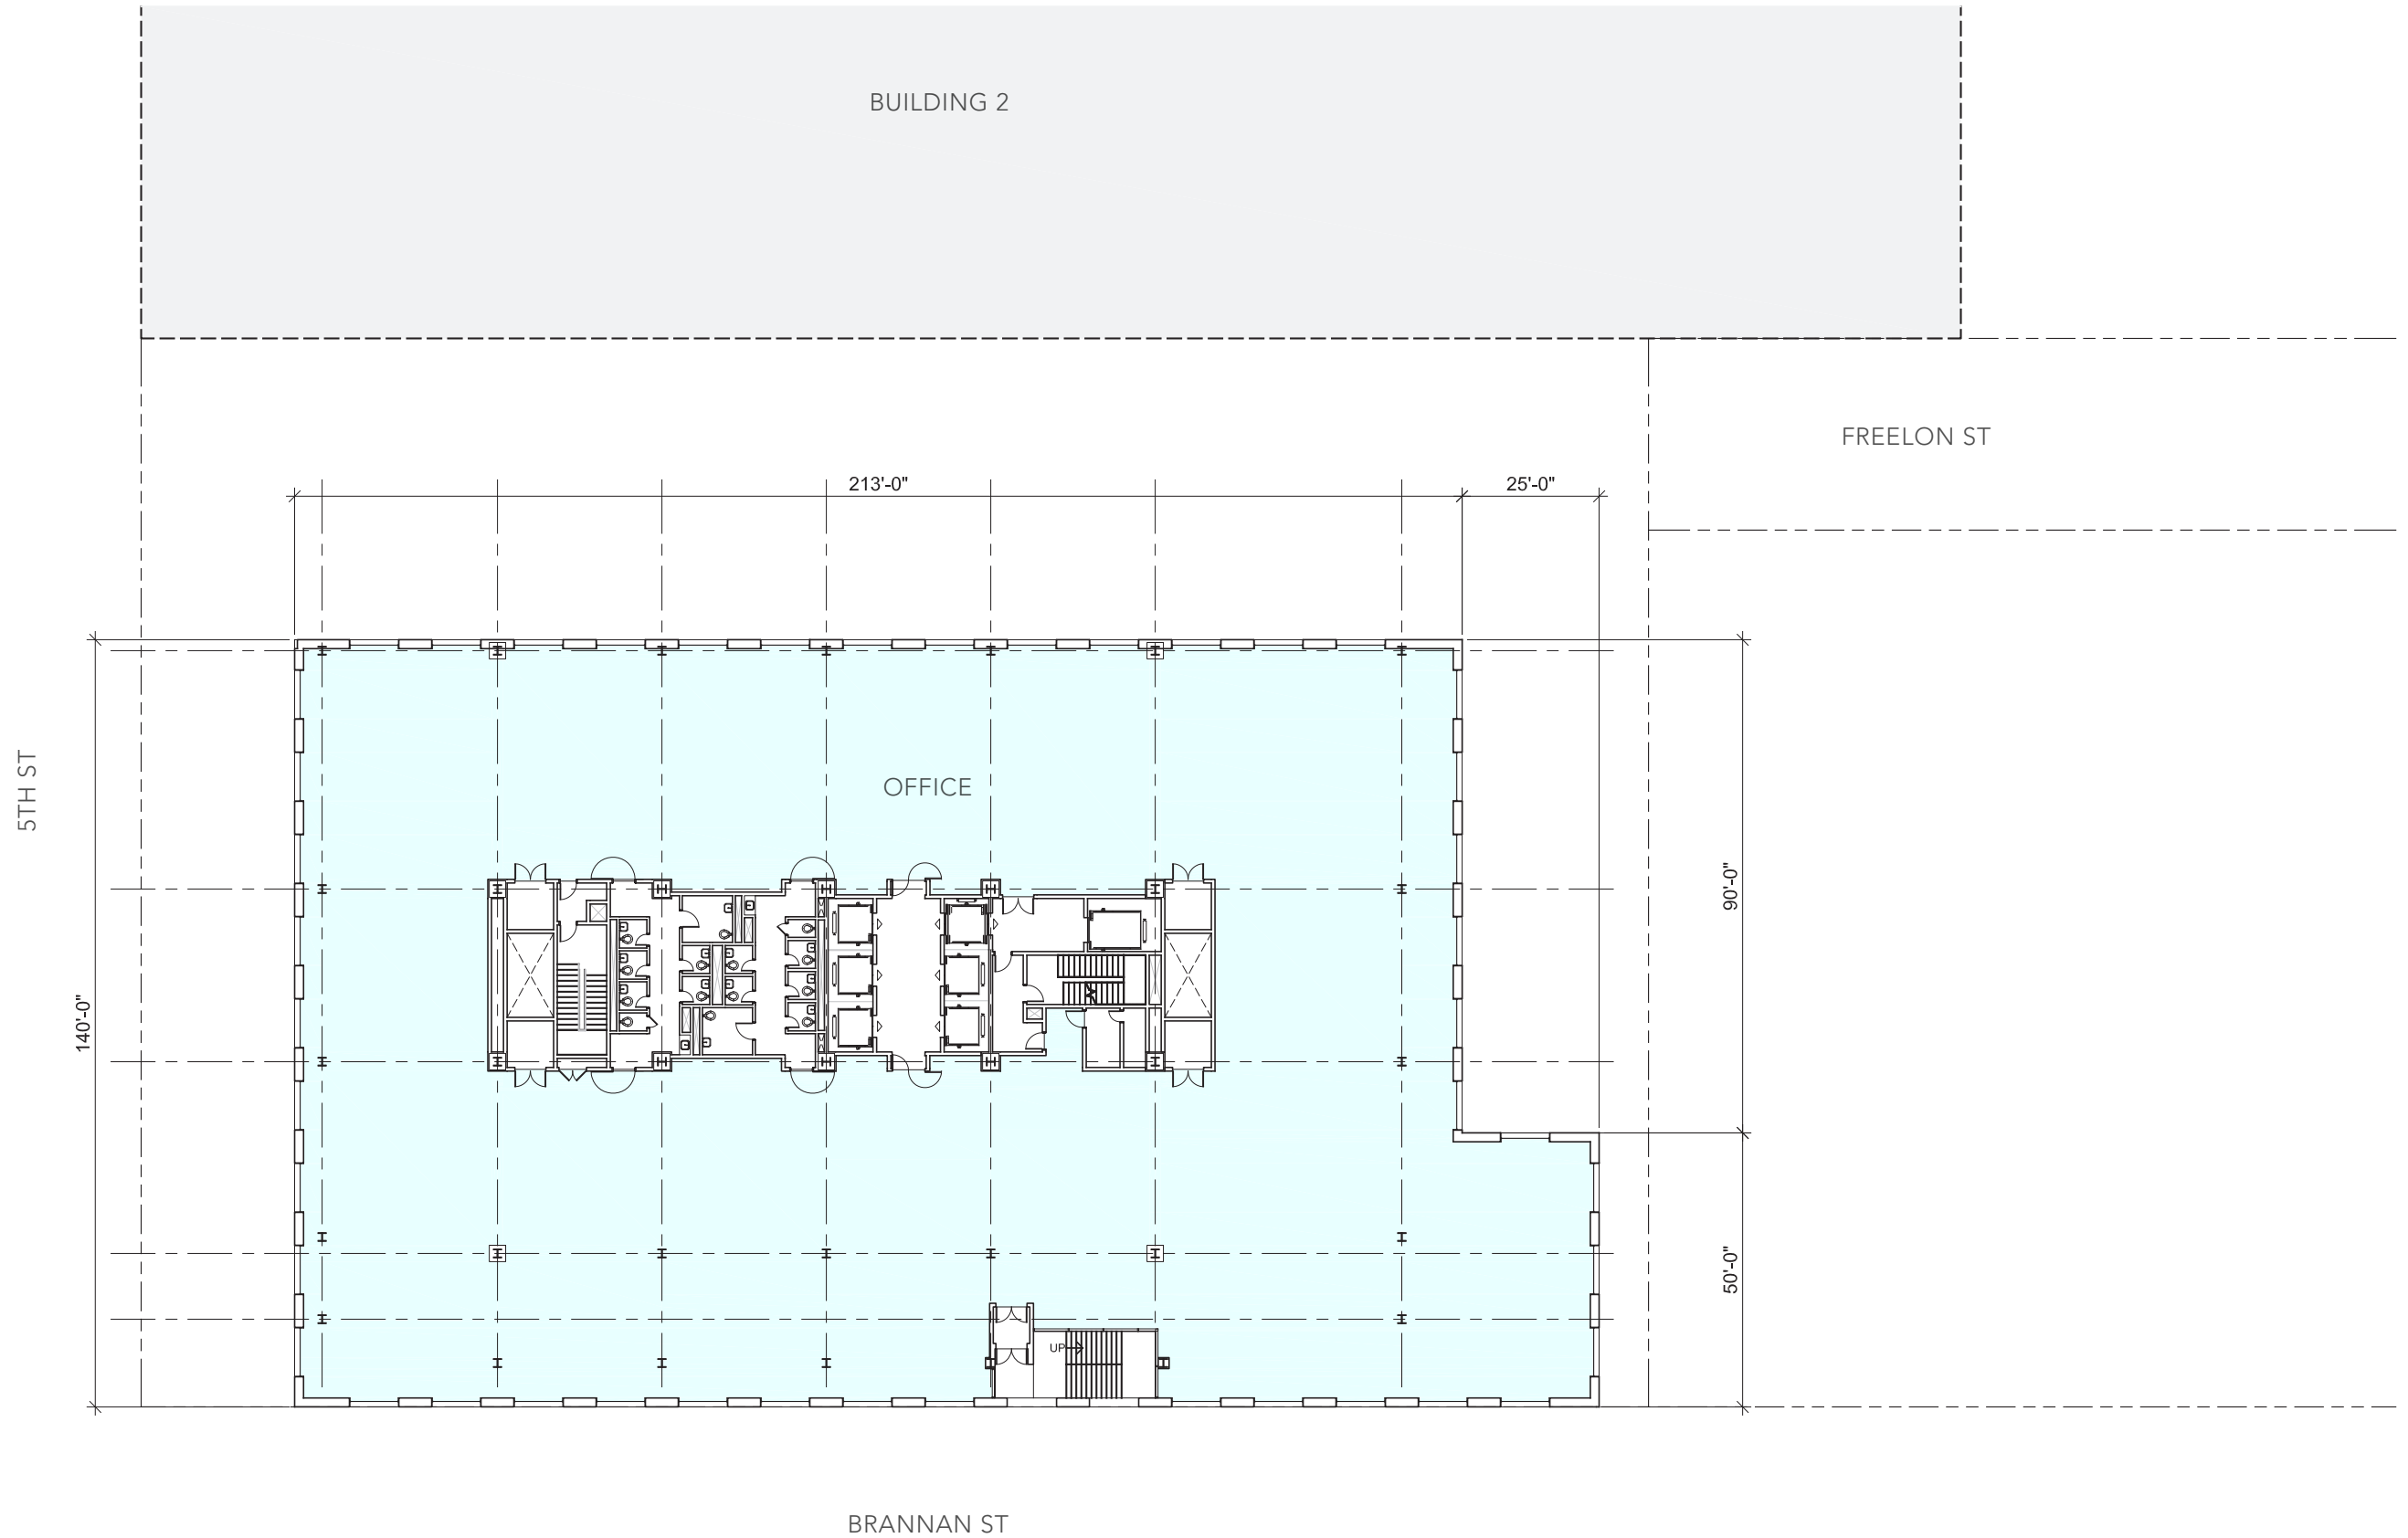 BUILDING 2
FREELON ST
213'-0"
25'-0"
5TH ST
OFFICE
90'-0"
140'-0"
50'-0"
UP
BRANNAN ST